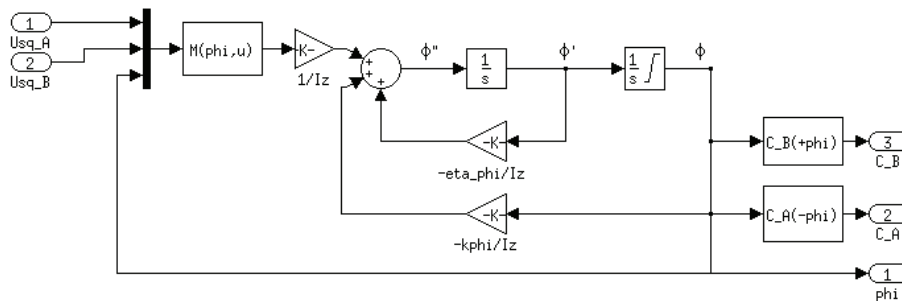 1
Usq_A
2
Usq_B
M(phi,u)
-K-
1/Iz
+
+
+
ϕ"
1
s
ϕ'
1
s
ϕ
-K-
-eta_phi/Iz
-K-
-kphi/Iz
C_B(+phi)
3
C_B
C_A(-phi)
2
C_A
1
phi